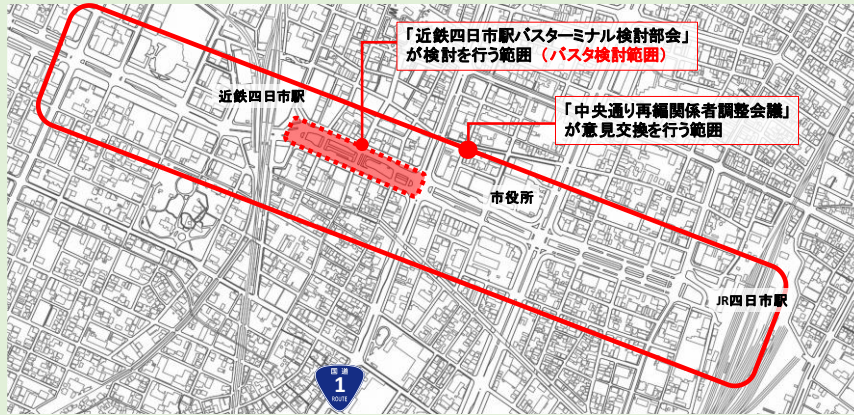 「近鉄四日市駅バスターミナル検討部会」
が検討を行う範囲 (バスタ検討範囲)
近鉄四日市駅
「中央通り再編関係者調整会議」
が意見交換を行う範囲
市役所
JR四日市駅
国道
1
ROUTE